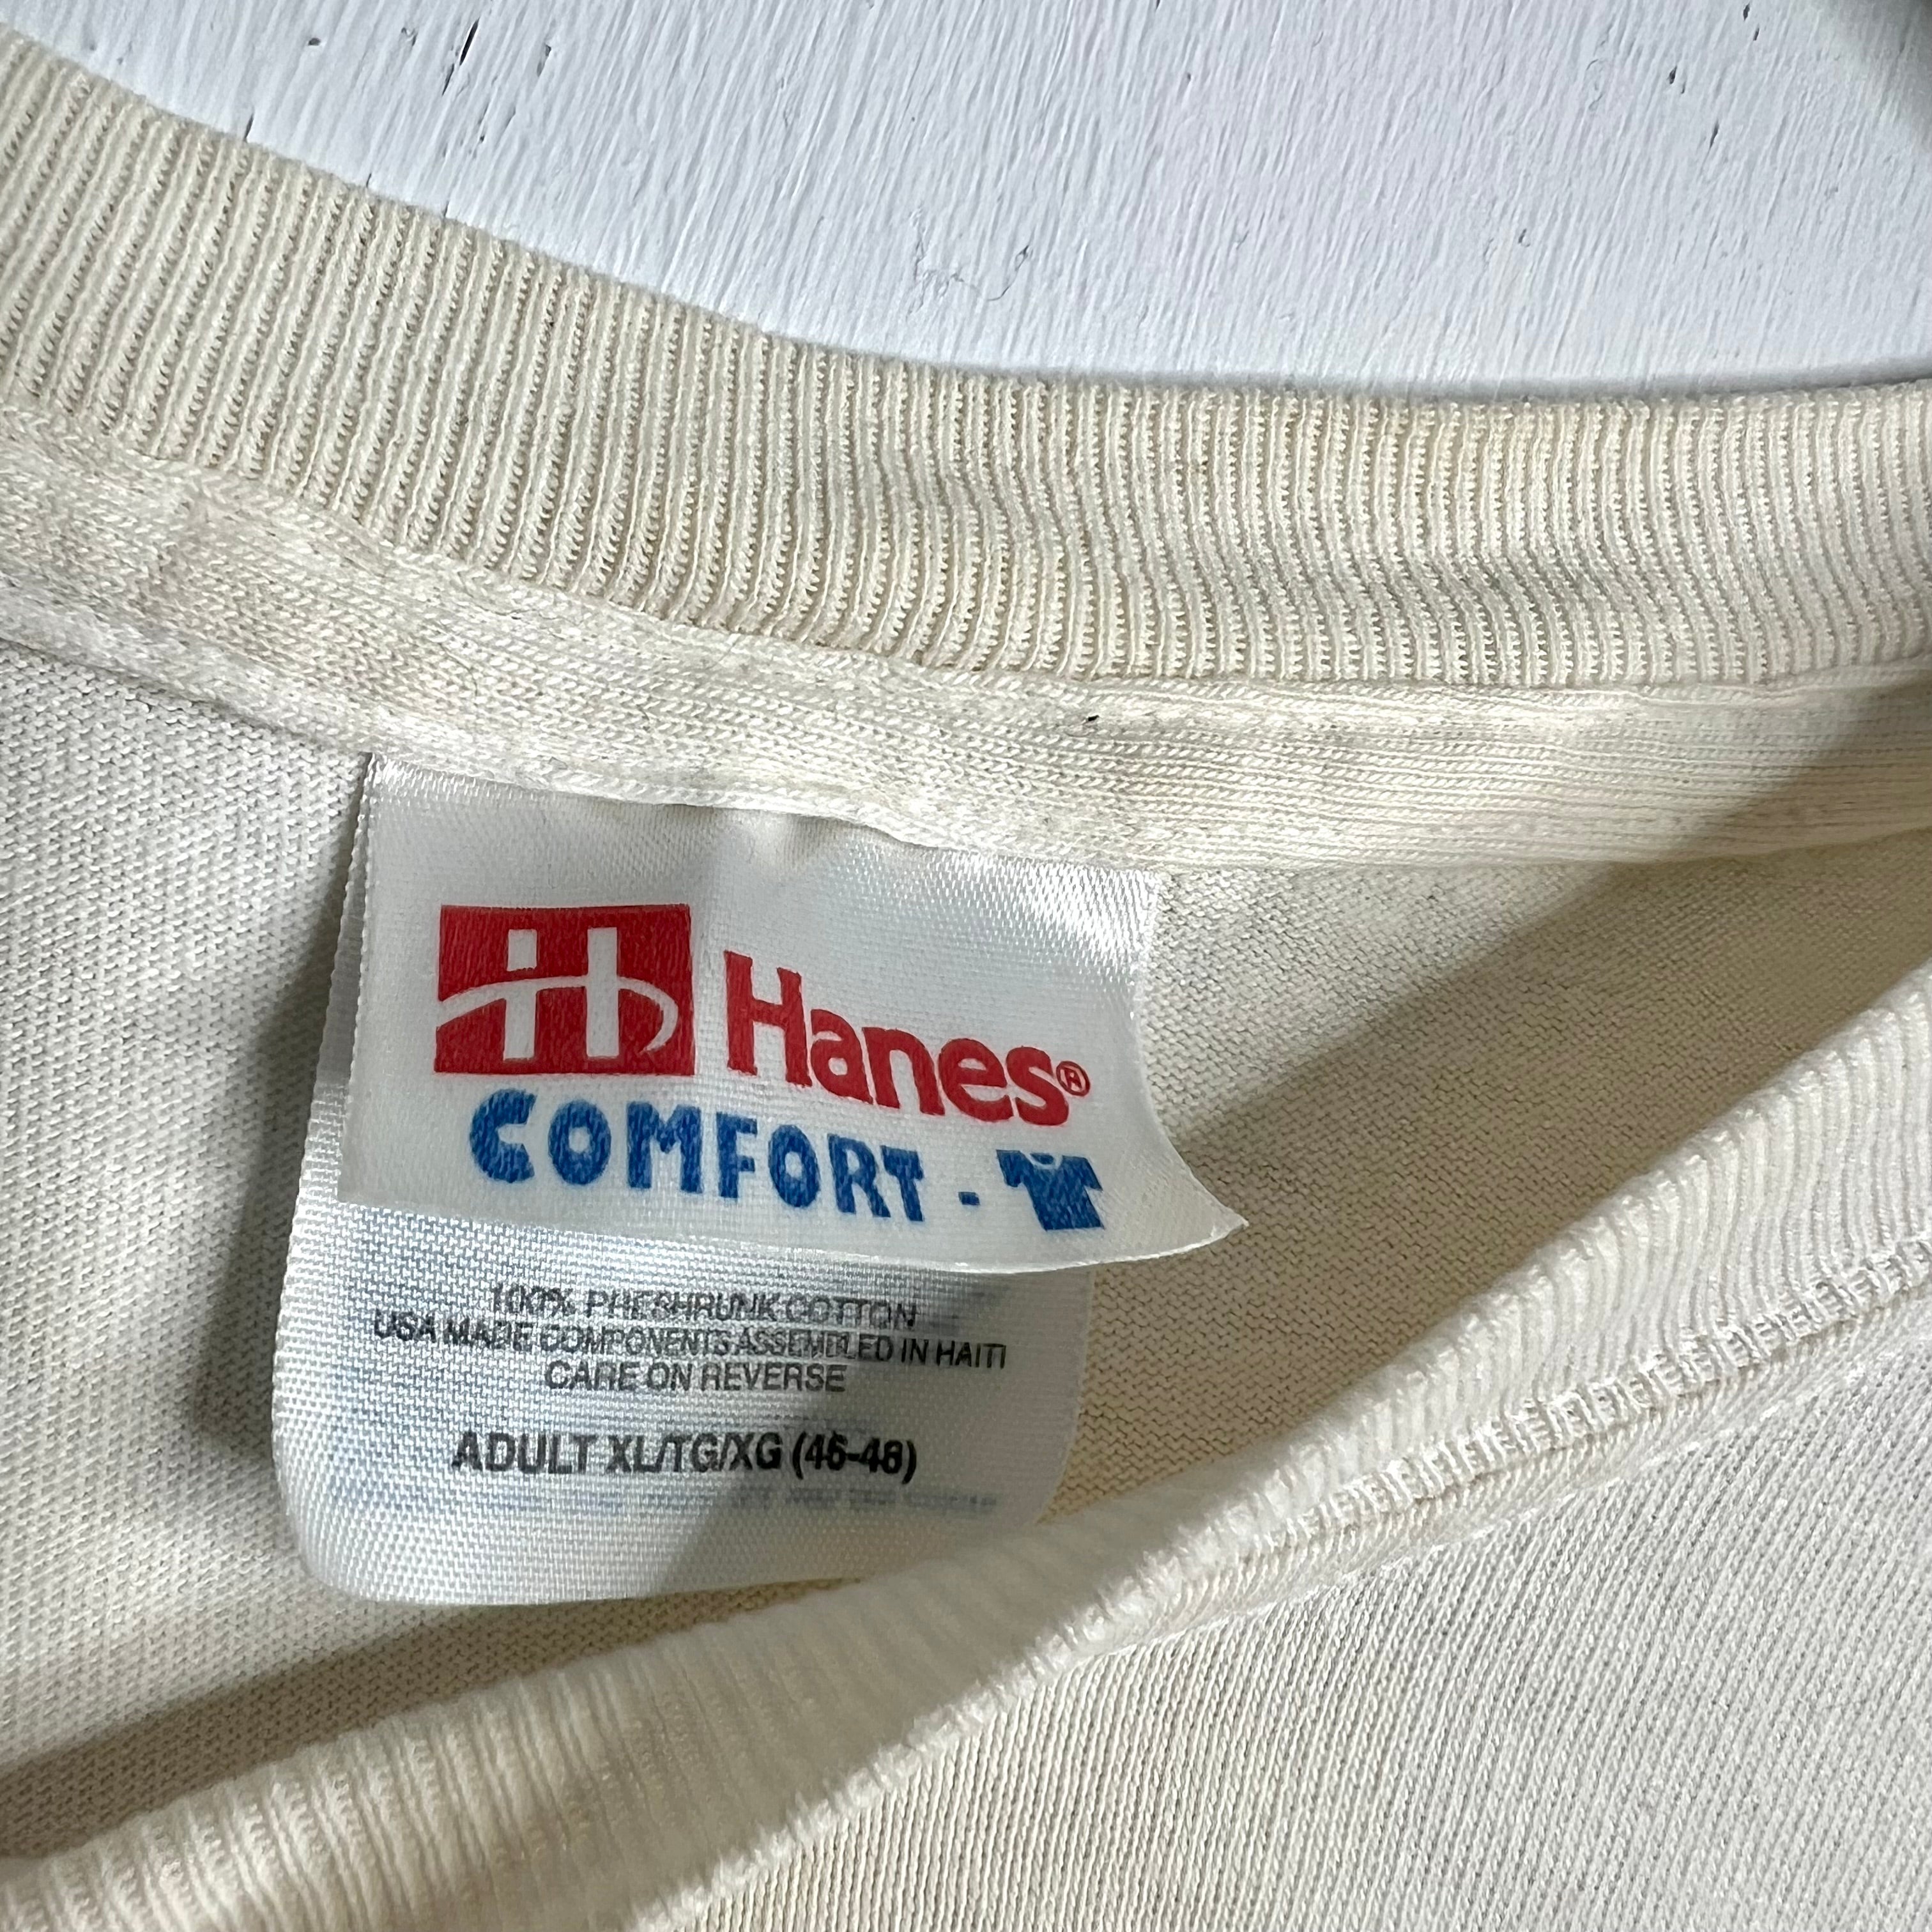 H Hanes®
COMFORT -
100% PRESHRUNK COTTON
USA MADE COMPONENTS ASSEMBLED IN HAITI
CARE ON REVERSE
ADULT XL/TG/XG (46-48)